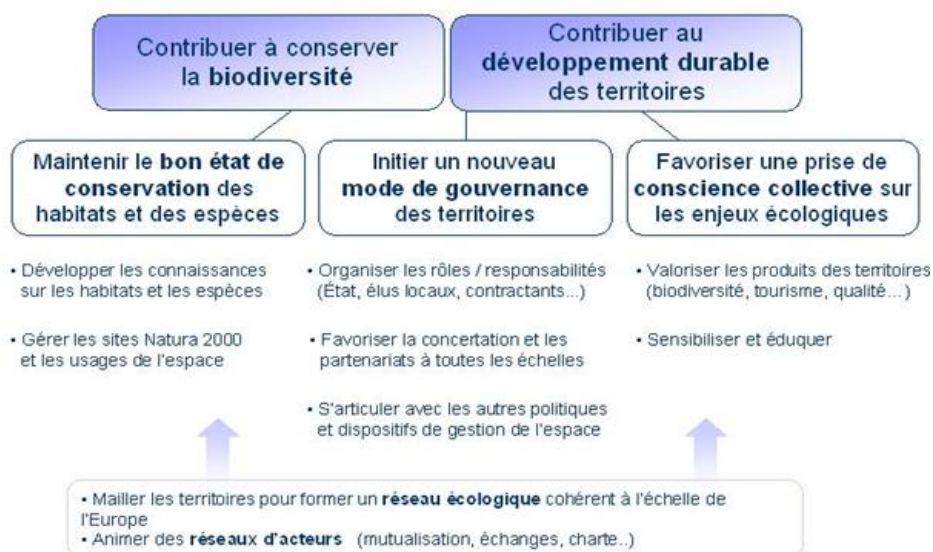 Contribuer à conserver
la biodiversité
Contribuer au
développement durable
des territoires
Maintenir le bon état de
conservation des
habitats et des espèces
Initier un nouveau
mode de gouvernance
des territoires
Favoriser une prise de
conscience collective sur
les enjeux écologiques
• Développer les connaissances
sur les habitats et les espèces
• Gérer les sites Natura 2000
et les usages de l'espace
• Organiser les rôles / responsabilités
(État, élus locaux, contractants...)
• Favoriser la concertation et les
partenariats à toutes les échelles
• S'articuler avec les autres politiques
et dispositifs de gestion de l'espace
• Valoriser les produits des territoires
(biodiversité, tourisme, qualité...)
• Sensibiliser et éduquer
• Mailler les territoires pour former un réseau écologique cohérent à l'échelle de
l'Europe
• Animer des réseaux d'acteurs (mutualisation, échanges, charte..)